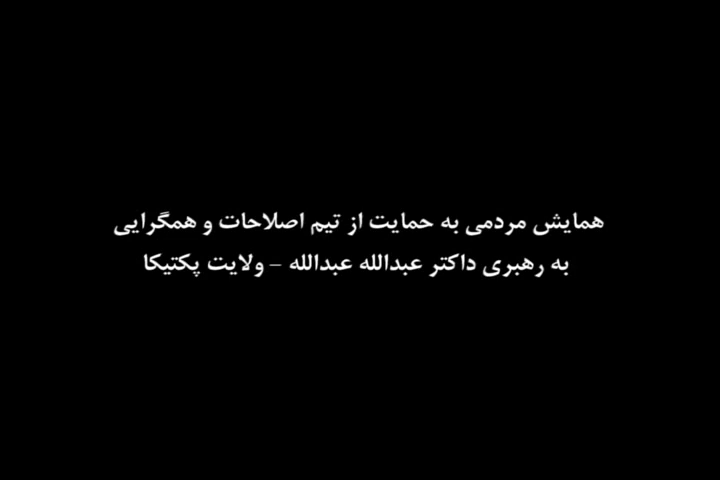 همایش مردمی به حمایت از تیم اصلاحات و همگرایی
به رهبری داکتر عبدالله عبدالله – ولایت پکتیکا